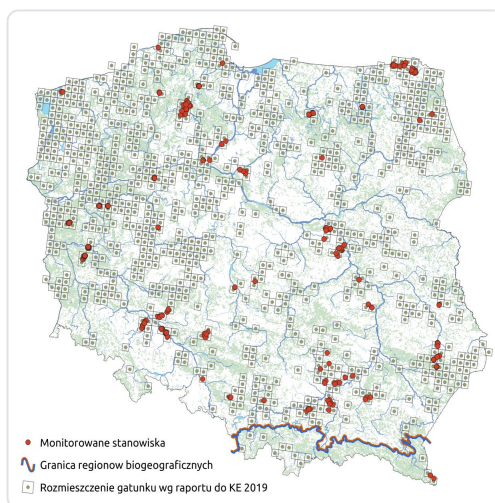 Monitorowane stanowiska
Granica regionow biogeograficznych
Rozmieszczenie gatunku wg raportu do KE 2019